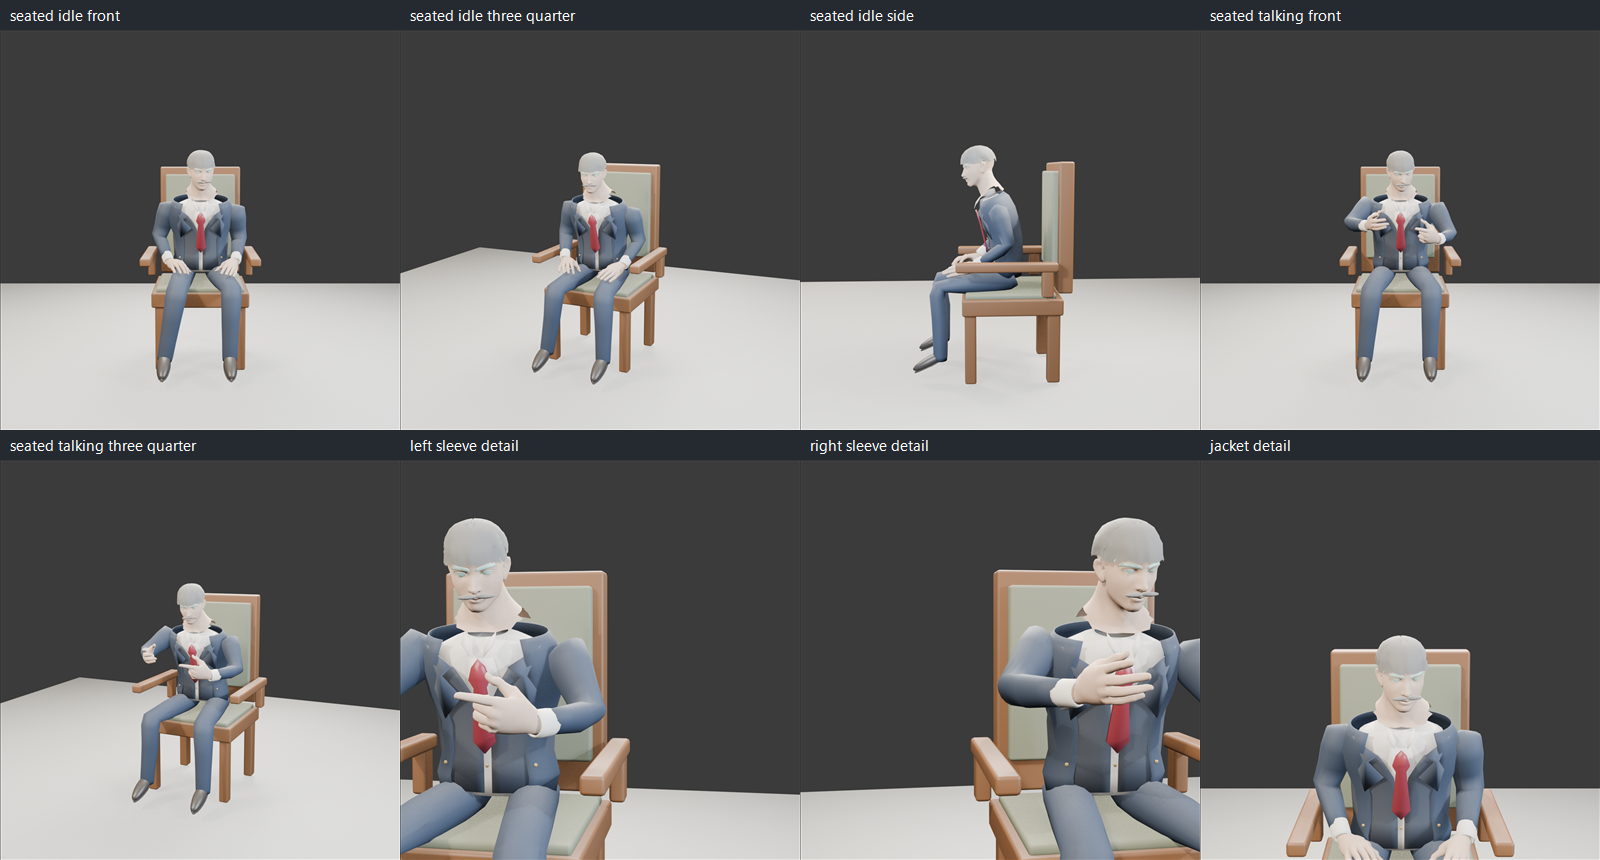 seated idle front
seated idle three quarter
seated idle side
seated talking front
seated talking three quarter
left sleeve detail
right sleeve detail
jacket detail